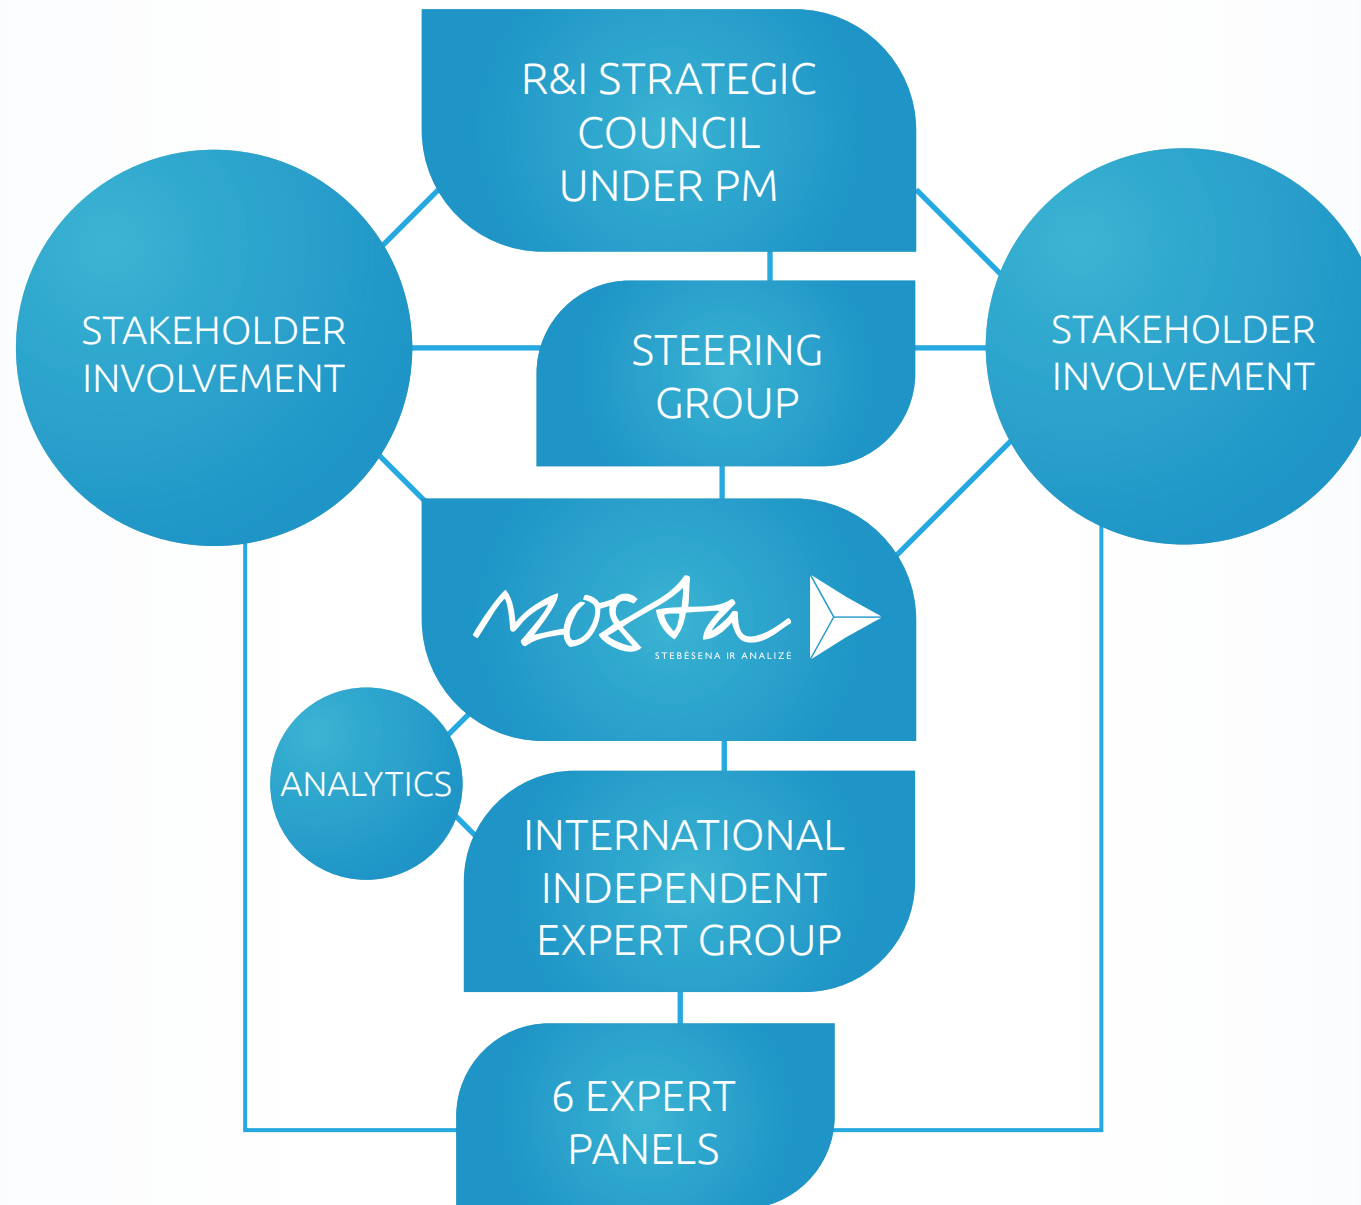 R&I STRATEGIC
COUNCIL
UNDER PM
STAKEHOLDER
INVOLVEMENT
STEERING
GROUP
STAKEHOLDER
INVOLVEMENT
mosta
STEBĖSENA IR ANALIZĖ
ANALYTICS
INTERNATIONAL
INDEPENDENT
EXPERT GROUP
6 EXPERT
PANELS